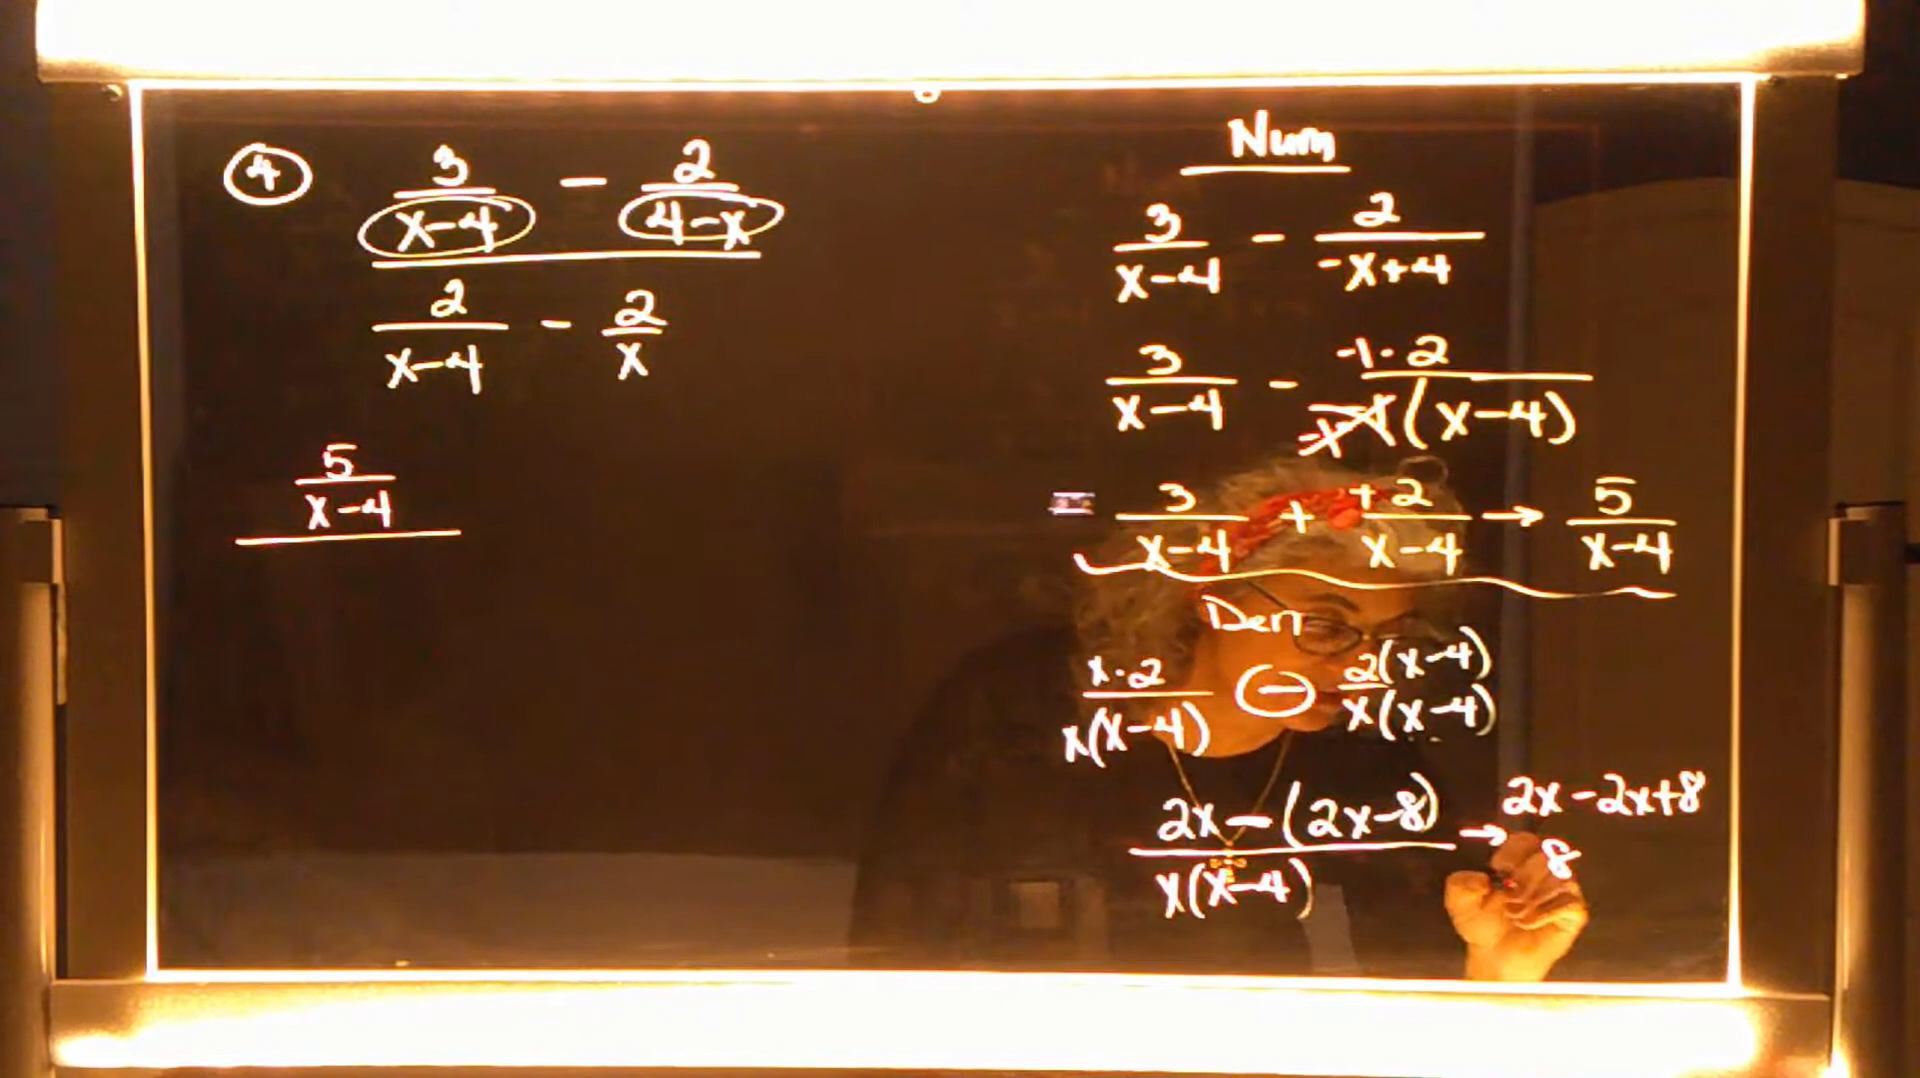 ④ 3/(x-4) - 2/(4-x)
2/(x-4) - 2/x
5/(x-4)
Num
3/(x-4) - 2/(-x+4)
3/(x-4) - -1·2/-1(x-4)
3/(x-4) + +2/(x-4) → 5/(x-4)
Den
x·2/x(x-4) - 2(x-4)/x(x-4)
2x-(2x-8)/x(x-4) → 2x-2x+8
8